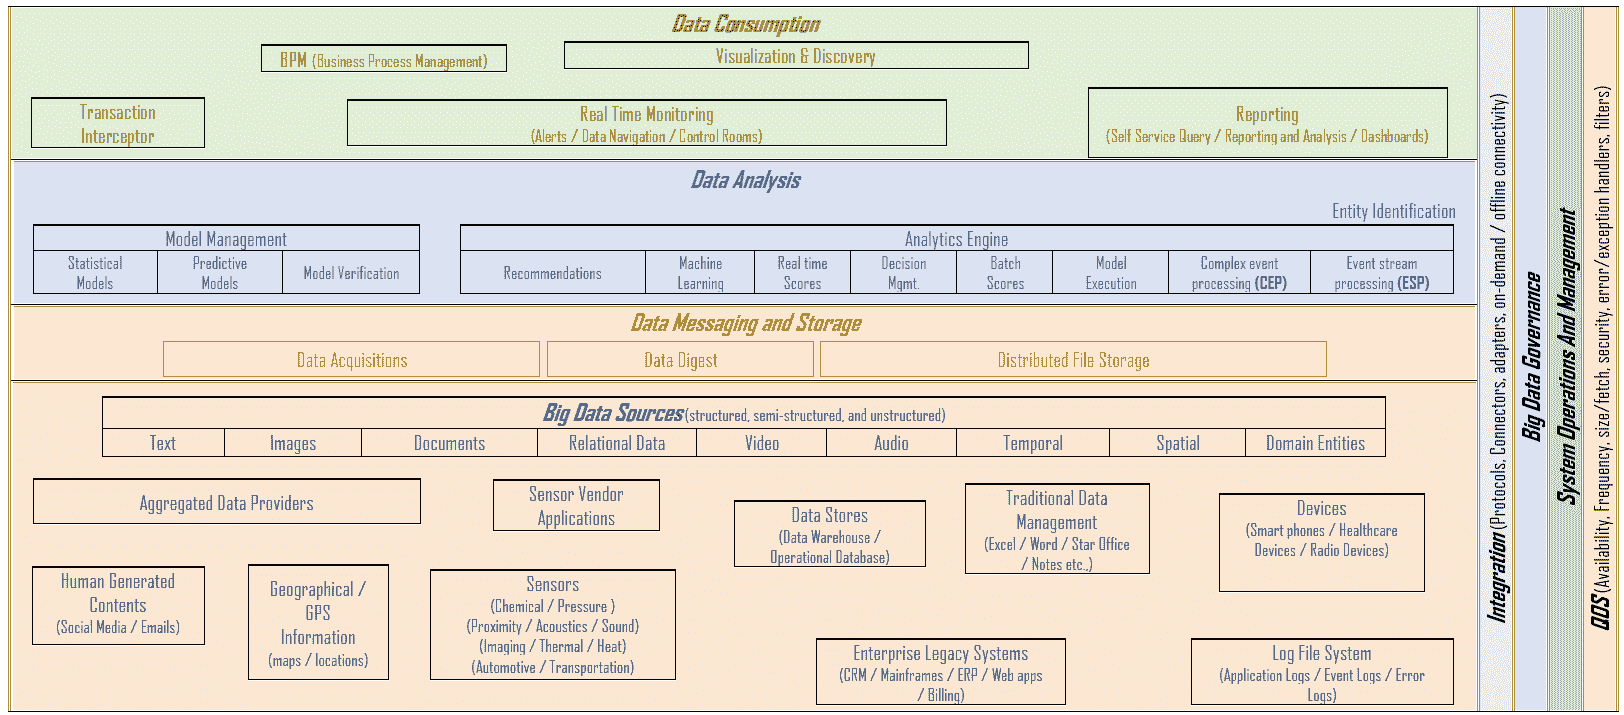 Data Consumption
BPM (Business Process Management)
Visualization & Discovery
Transaction
Interceptor
Real Time Monitoring
(Alerts / Data Navigation / Control Rooms)
Reporting
(Self Service Query / Reporting and Analysis / Dashboards)
Data Analysis
Entity Identification
Model Management
Statistical
Models
Predictive
Models
Model Verification
Analytics Engine
Recommendations
Machine
Learning
Real time
Scores
Decision
Mgmt.
Batch
Scores
Model
Execution
Complex event
processing (CEP)
Event stream
processing (ESP)
Data Messaging and Storage
Data Acquisitions
Data Digest
Distributed File Storage
Big Data Sources (structured, semi-structured, and unstructured)
Text
Images
Documents
Relational Data
Video
Audio
Temporal
Spatial
Domain Entities
Aggregated Data Providers
Sensor Vendor
Applications
Data Stores
(Data Warehouse /
Operational Database)
Traditional Data
Management
(Excel / Word / Star Office
/ Notes etc.,)
Devices
(Smart phones / Healthcare
Devices / Radio Devices)
Human Generated
Contents
(Social Media / Emails)
Geographical /
GPS
Information
(maps / locations)
Sensors
(Chemical / Pressure )
(Proximity / Acoustics / Sound)
(Imaging / Thermal / Heat)
(Automotive / Transportation)
Enterprise Legacy Systems
(CRM / Mainframes / ERP / Web apps
/ Billing)
Log File System
(Application Logs / Event Logs / Error
Logs)
Integration (Protocols, Connectors, adapters, on-demand / offline connectivity)
Big Data Governance
System Operations And Management
QOS (Availability, Frequency, size/fetch, security, error/exception handlers, filters)